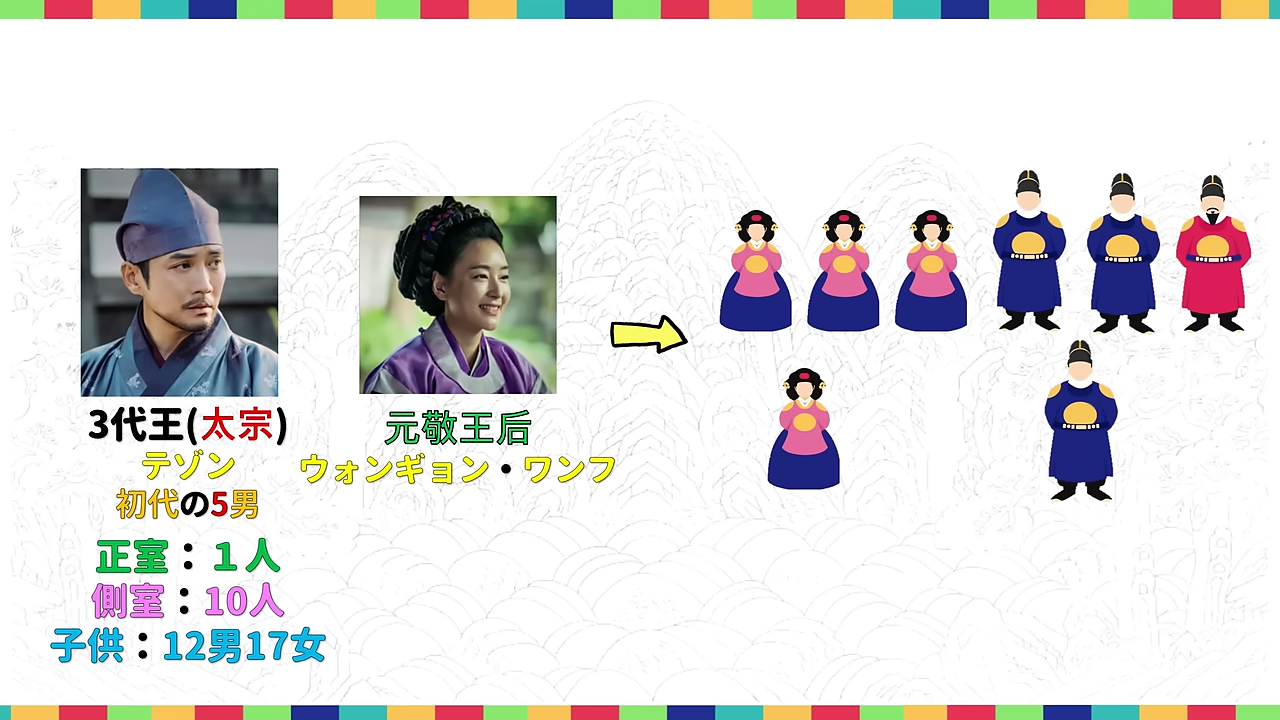 3代王(太宗)
テゾン
初代の5男
元敬王后
ウォンギョン・ワンフ
正室：１人
側室：10人
子供：12男17女